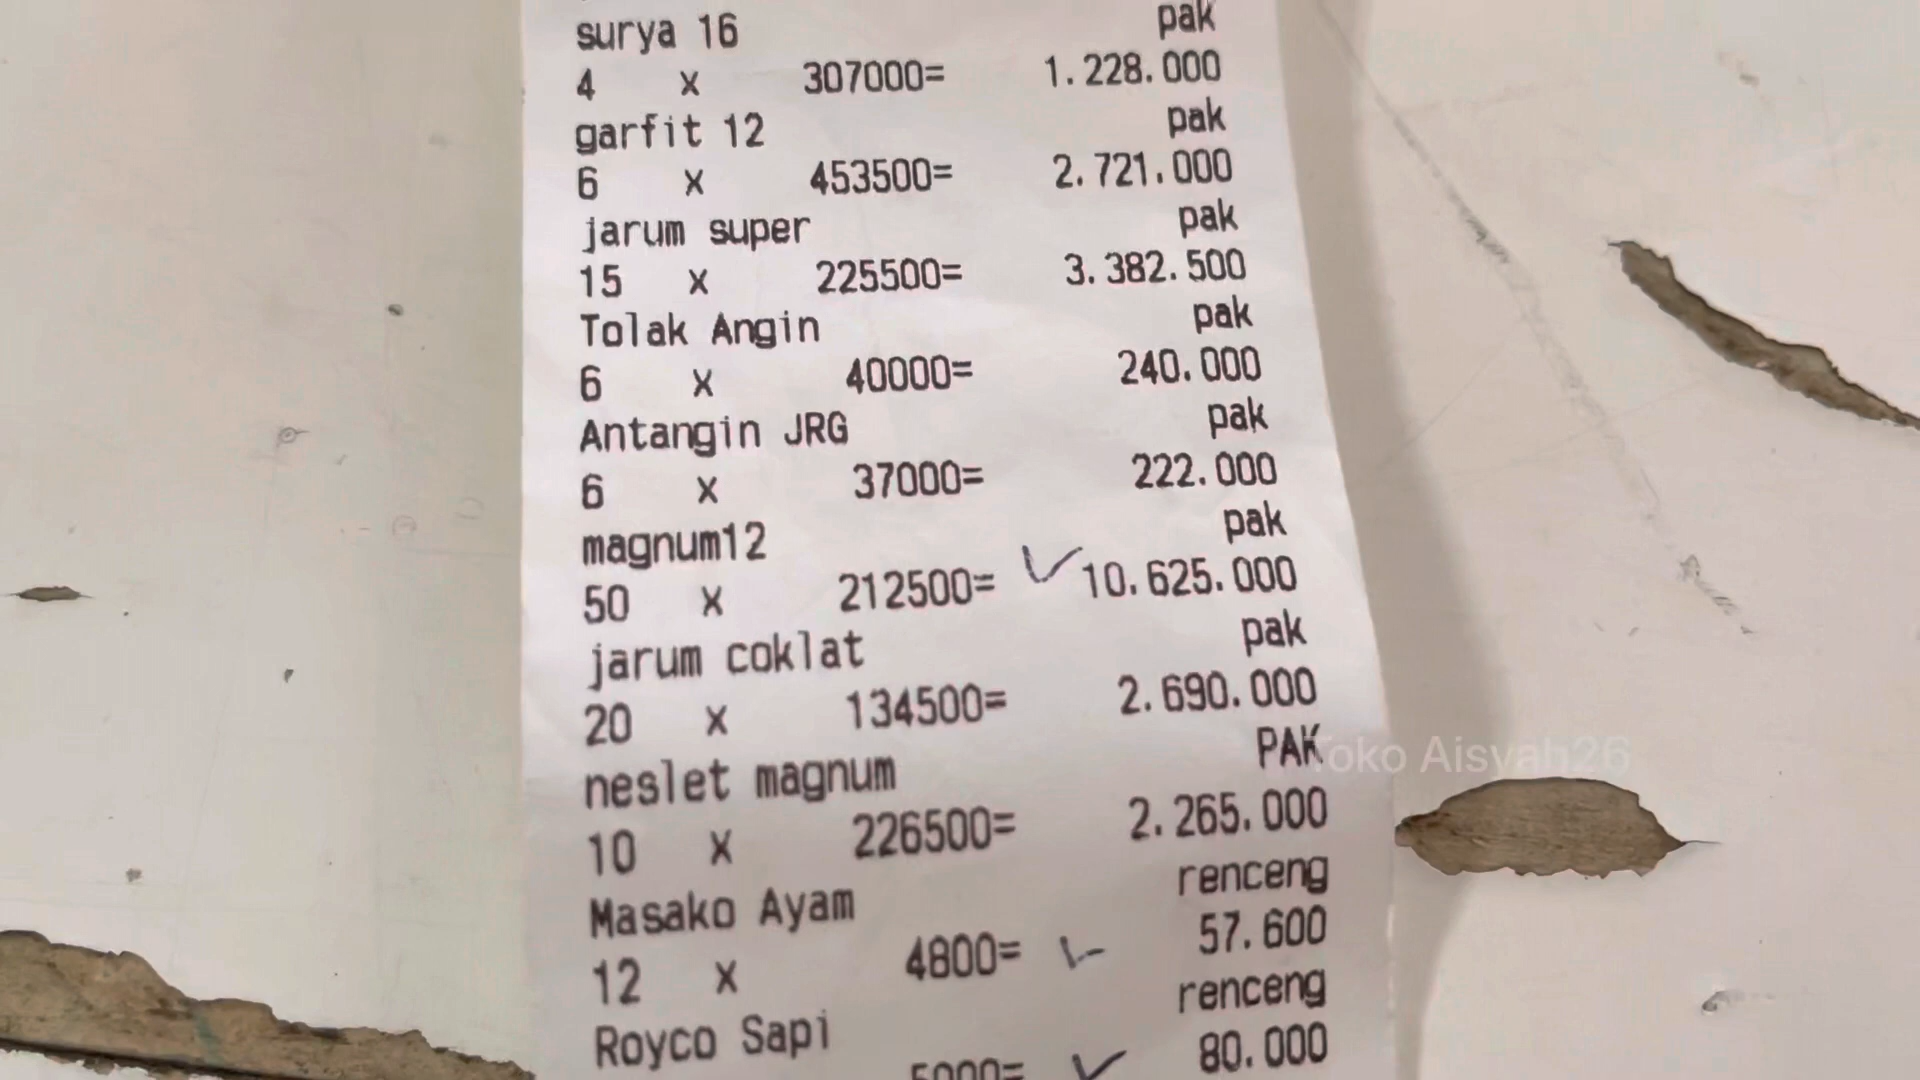 surya 16 pak
4 x 307000= 1.228.000
garfit 12 pak
6 x 453500= 2.721.000
jarum super pak
15 x 225500= 3.382.500
Tolak Angin pak
6 x 40000= 240.000
Antangin JRG pak
6 x 37000= 222.000
magnum12 pak
50 x 212500= 10.625.000
jarum coklat pak
20 x 134500= 2.690.000
neslet magnum PAK
10 x 226500= 2.265.000
Masako Ayam renceng
12 x 4800= 57.600
Royco Sapi renceng
5000= 80.000
Toko Aisyah26